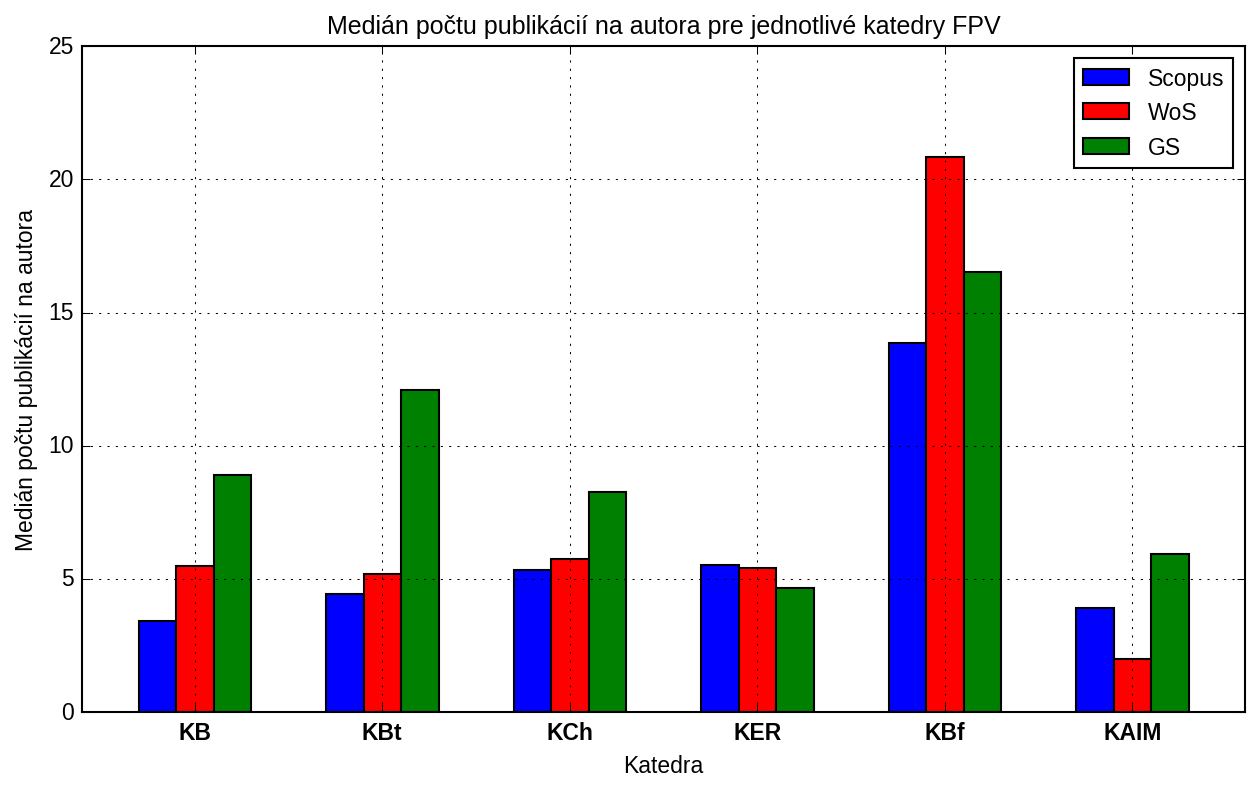 Medián počtu publikácií na autora pre jednotlivé katedry FPV
Medián počtu publikácií na autora
25
20
15
10
5
0
Scopus
WoS
GS
KB
KBt
KCh
KER
KBf
KAIM
Katedra